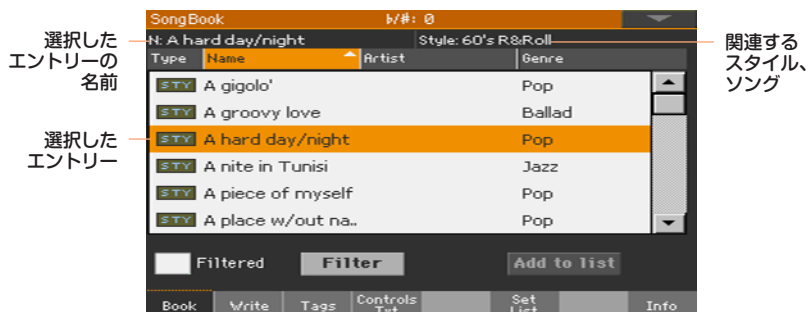 SongBook ♭/#: 0
選択した
エントリーの
名前
N: A hard day/night Style: 60's R&Roll
関連する
スタイル、
ソング
Type Name Artist Genre
STY A gigolo' Pop
STY A groovy love Ballad
選択した
エントリー
STY A hard day/night Pop
STY A nite in Tunisi Jazz
STY A piece of myself Pop
STY A place w/out na.. Pop
Filtered Filter Add to list
Book Write Tags Controls Txt Set List Info